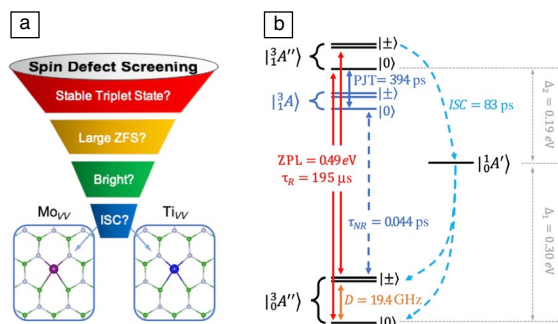 a
Spin Defect Screening
Stable Triplet State?
Large ZFS?
Bright?
ISC?
Mo_VV
Ti_VV
b
|³₁A''⟩
|±⟩
|0⟩
PJT = 394 ps
ISC = 83 ps
|³₁A⟩
|±⟩
|0⟩
Δ₂ = 0.19 eV
ZPL = 0.49 eV
τ_R = 195 μs
|¹₀A'⟩
τ_NR = 0.044 ps
Δ₁ = 0.30 eV
|³₀A''⟩
|±⟩
D = 19.4 GHz
|0⟩